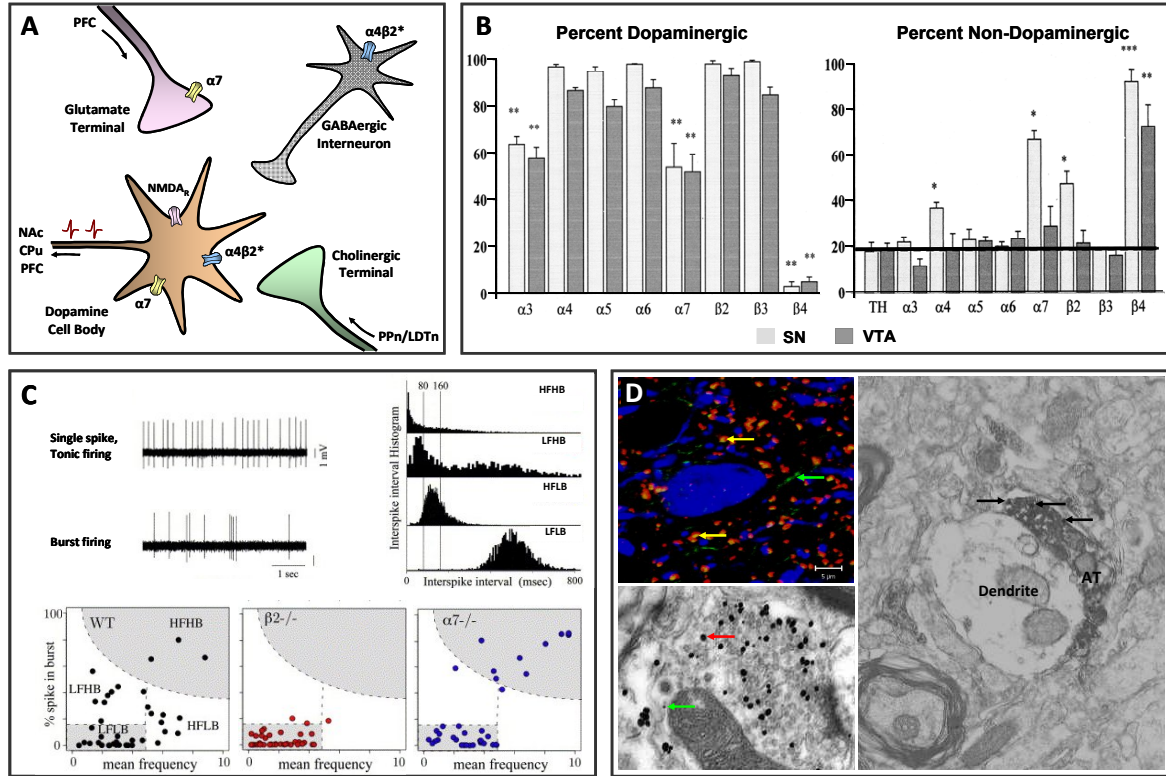 A
PFC
α7
Glutamate
Terminal
α4β2*
GABAergic
Interneuron
NMDA_R
NAc
CPu
PFC
α4β2*
α7
Dopamine
Cell Body
Cholinergic
Terminal
PPn/LDTn
B
Percent Dopaminergic
100
80
60
40
20
0
** ** ** ** ** **
α3 α4 α5 α6 α7 β2 β3 β4
Percent Non-Dopaminergic
100
80
60
40
20
0
* * * *** **
TH α3 α4 α5 α6 α7 β2 β3 β4
SN VTA
C
Single spike,
Tonic firing
1 mV
Burst firing
1 sec
80 160
HFHB
LFHB
HFLB
LFLB
Interspike interval Histogram
0 Interspike interval (msec) 800
% spike in burst
100
50
0
WT
HFHB
LFHB
LFLB
HFLB
0 10
mean frequency
β2-/-
0 10
mean frequency
α7-/-
0 10
mean frequency
D
5 µm
Dendrite
AT